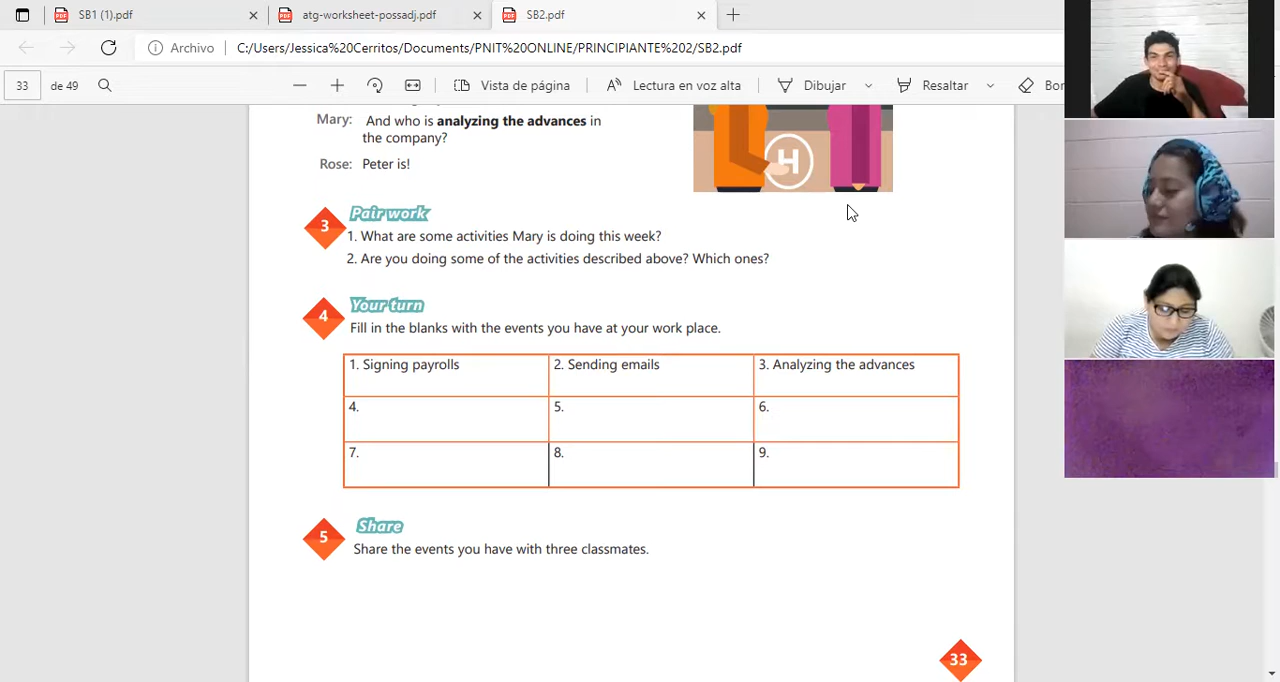 SB1 (1).pdf
atg-worksheet-possadj.pdf
SB2.pdf
Archivo
C:/Users/Jessica%20Cerritos/Documents/PNIT%20ONLINE/PRINCIPIANTE%202/SB2.pdf
33
de 49
Vista de página
Lectura en voz alta
Dibujar
Resaltar
Bor
Mary: And who is analyzing the advances in
the company?
Rose: Peter is!
H
3
Pair work
1. What are some activities Mary is doing this week?
2. Are you doing some of the activities described above? Which ones?
4
Your turn
Fill in the blanks with the events you have at your work place.
1. Signing payrolls
2. Sending emails
3. Analyzing the advances
4.
5.
6.
7.
8.
9.
5
Share
Share the events you have with three classmates.
33